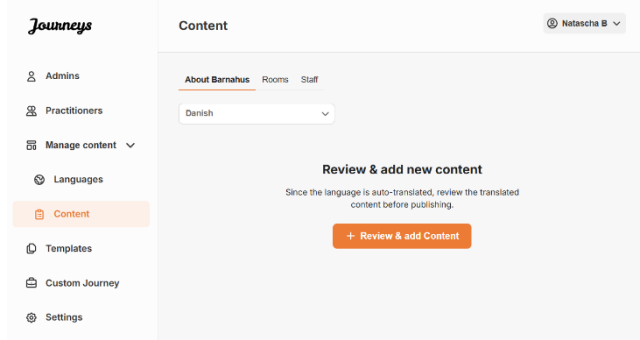 Journeys
Content
Natascha B
Admins
Practitioners
Manage content
Languages
Content
Templates
Custom Journey
Settings
About Barnahus Rooms Staff
Danish
Review & add new content
Since the language is auto-translated, review the translated
content before publishing.
+ Review & add Content